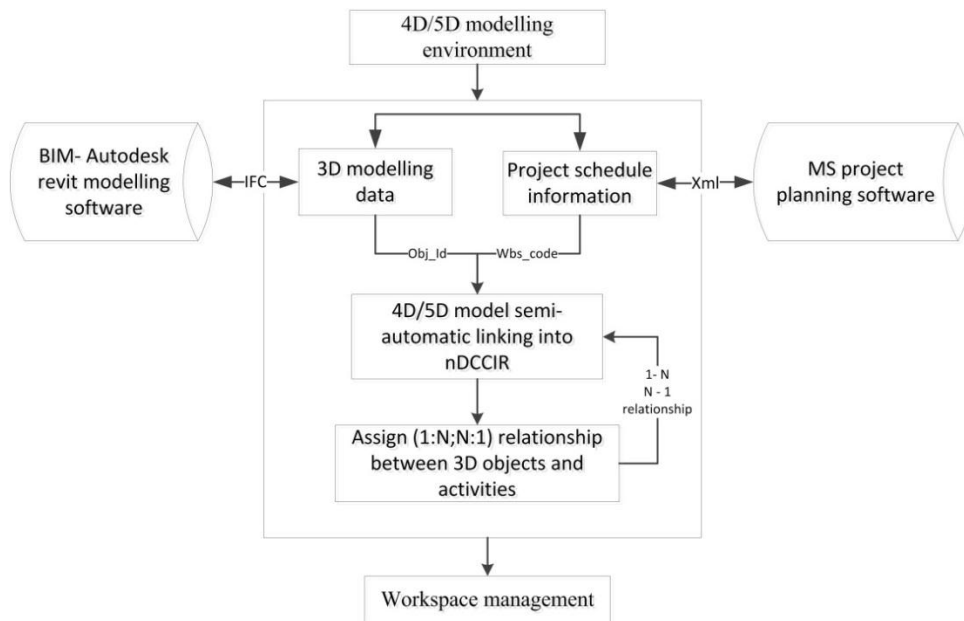 4D/5D modelling
environment
BIM- Autodesk
revit modelling
software
IFC
3D modelling
data
Project schedule
information
Xml
MS project
planning software
Obj_Id
Wbs_code
4D/5D model semi-
automatic linking into
nDCCIR
1- N
N - 1
relationship
Assign (1:N;N:1) relationship
between 3D objects and
activities
Workspace management